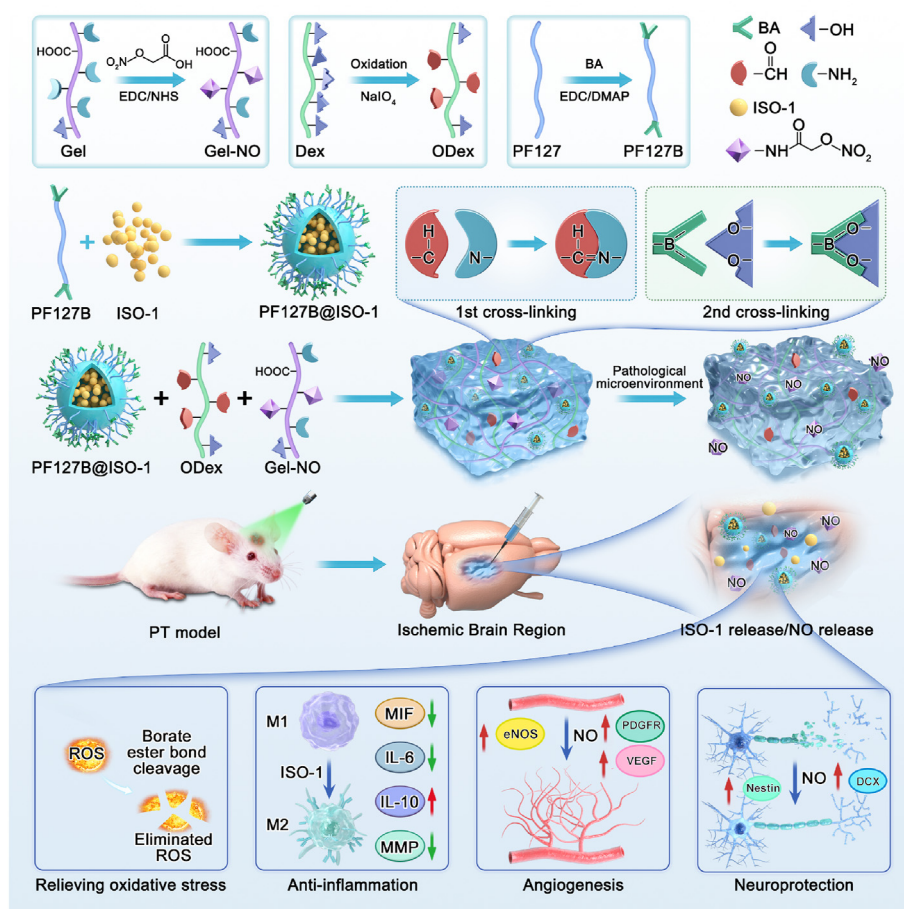 HOOC
O₂N
O
O
OH
EDC/NHS
HOOC
Gel
Gel-NO
Oxidation
NaIO₄
Dex
ODex
BA
EDC/DMAP
PF127
PF127B
BA
-OH
O
-CH
-NH₂
ISO-1
O
-NH
O
NO₂
PF127B
+
ISO-1
PF127B@ISO-1
H
-C
N-
H
-C=N-
1st cross-linking
-B
O
O
-B
O
O
2nd cross-linking
PF127B@ISO-1
+
ODex
+
HOOC
Gel-NO
Pathological
microenvironment
NO
NO
NO
NO
NO
NO
PT model
Ischemic Brain Region
NO
NO
NO
NO
ISO-1 release/NO release
ROS
Borate
ester bond
cleavage
Eliminated
ROS
Relieving oxidative stress
M1
ISO-1
M2
MIF
IL-6
IL-10
MMP
Anti-inflammation
eNOS
NO
PDGFR
VEGF
Angiogenesis
Nestin
NO
DCX
Neuroprotection